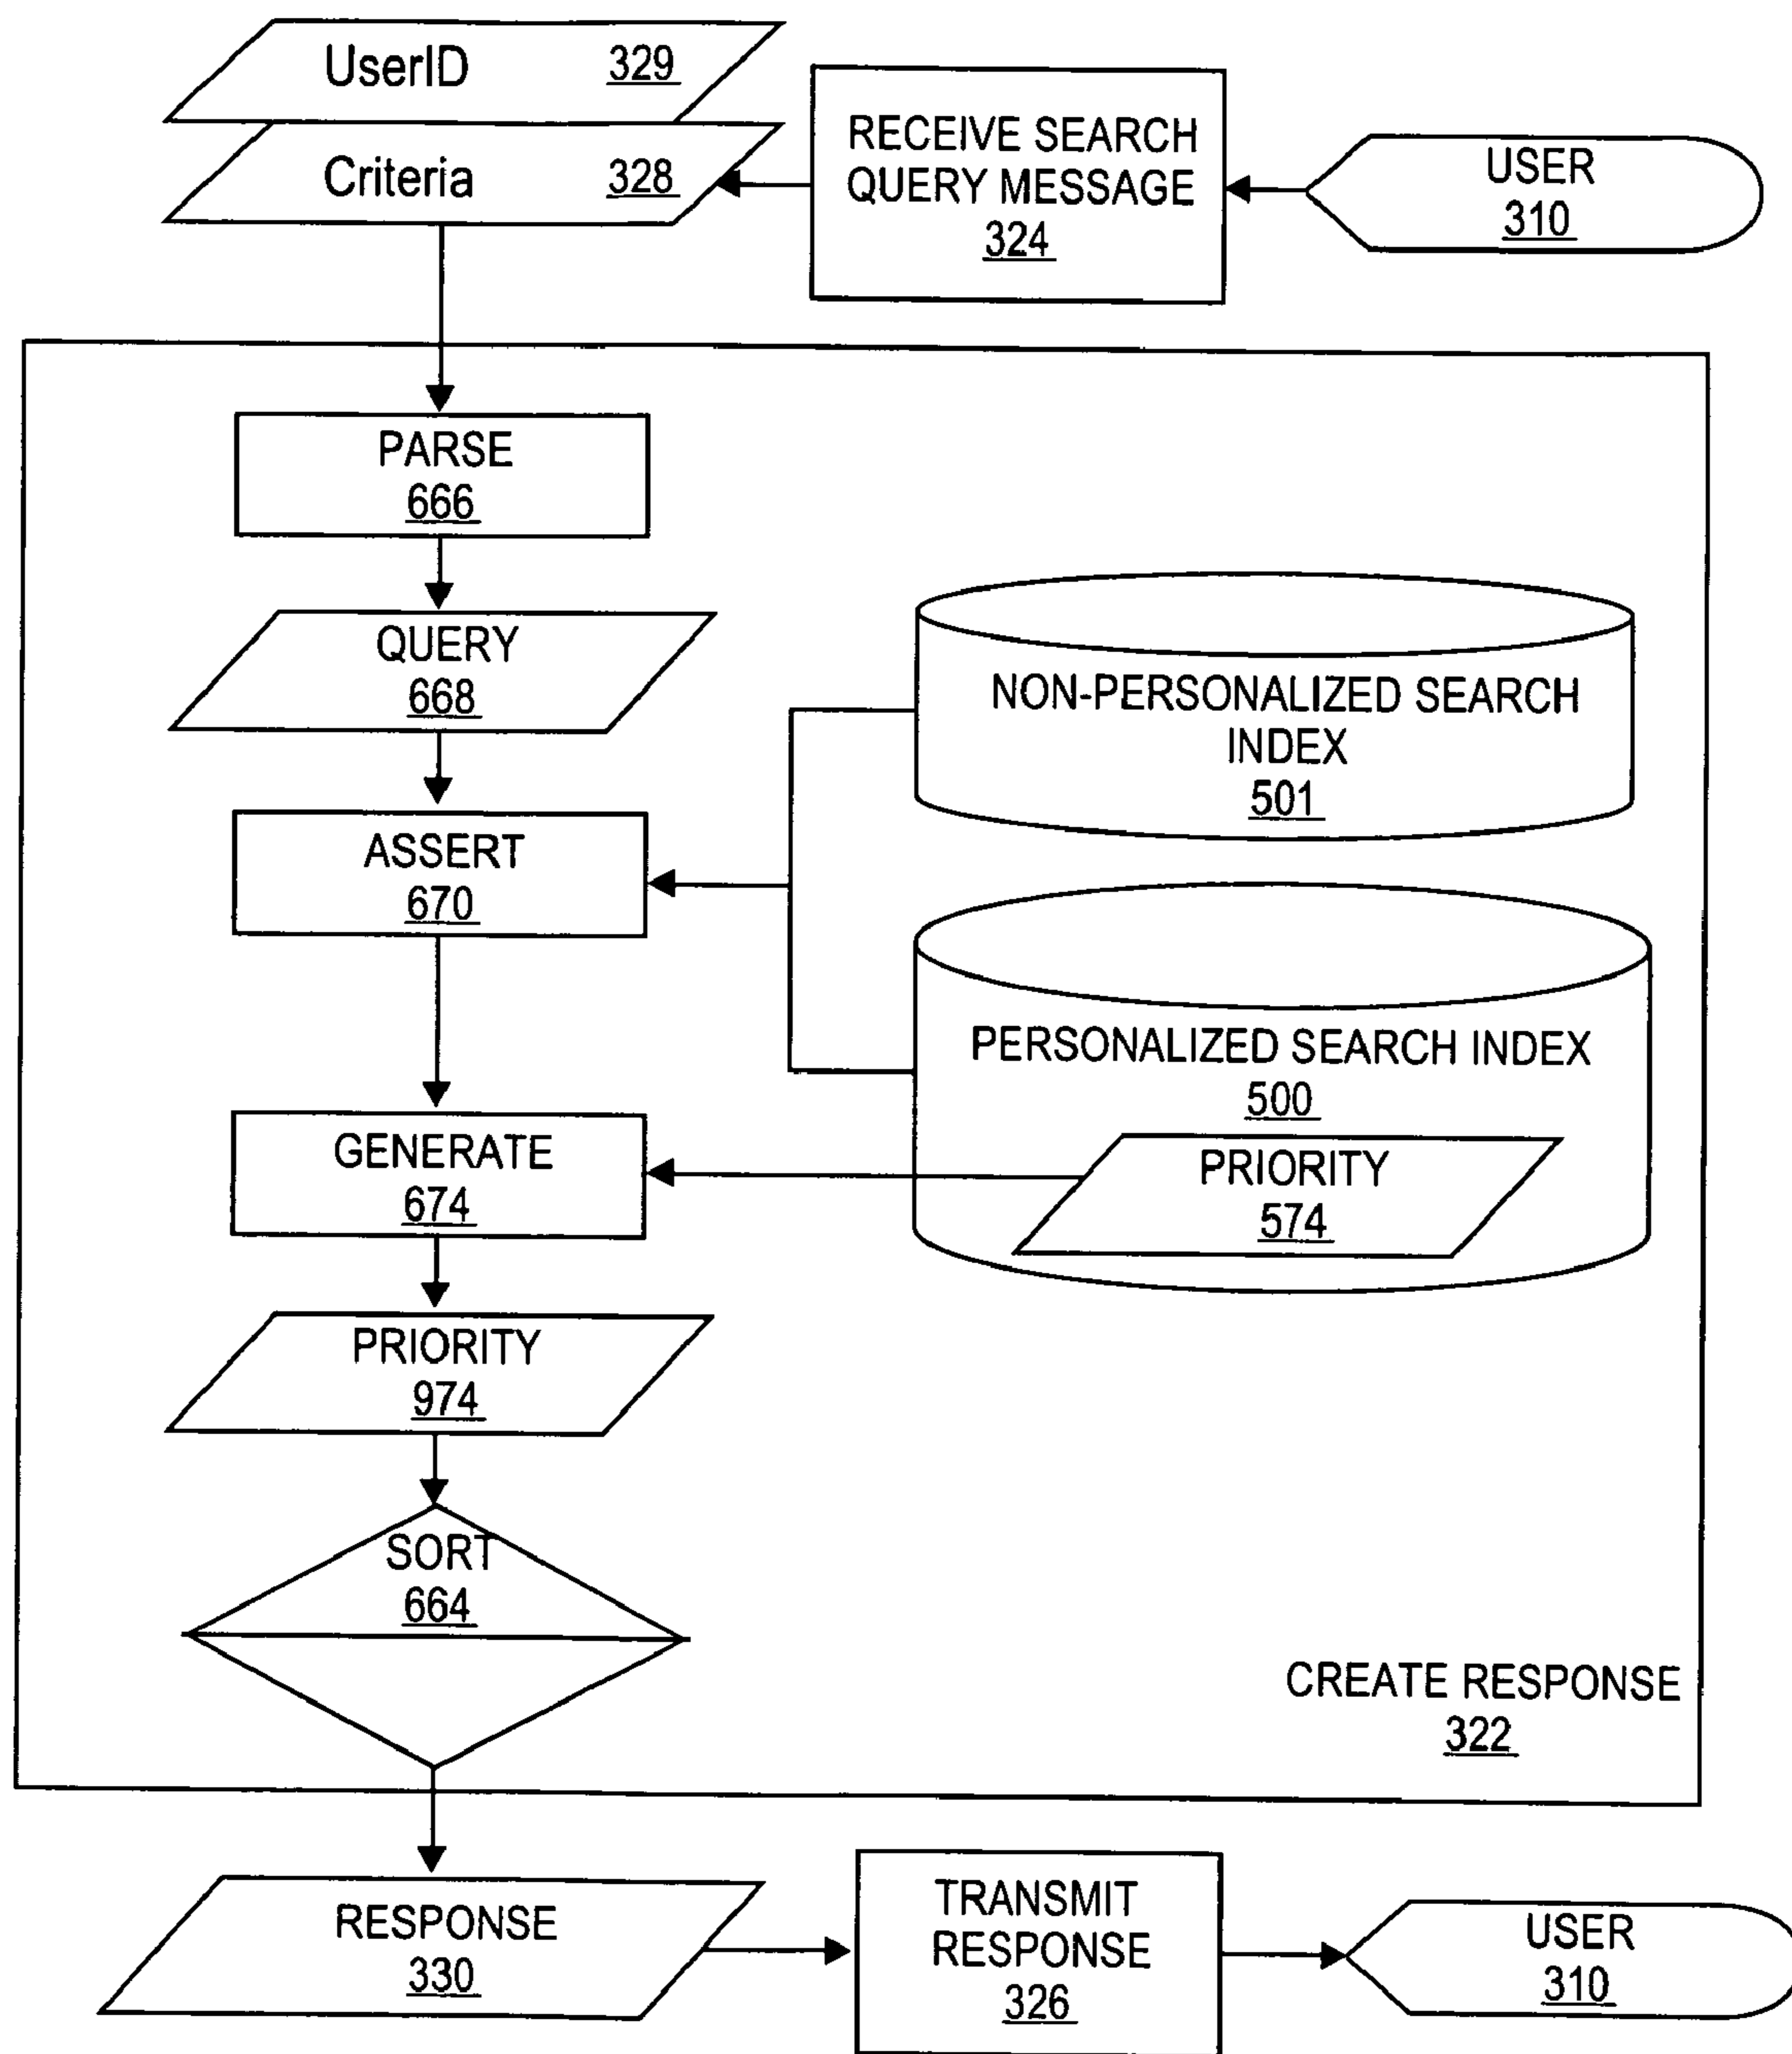 UserID 329
Criteria 328
RECEIVE SEARCH
QUERY MESSAGE
324
USER
310
PARSE
666
QUERY
668
NON-PERSONALIZED SEARCH
INDEX
501
ASSERT
670
PERSONALIZED SEARCH INDEX
500
GENERATE
674
PRIORITY
574
PRIORITY
974
SORT
664
CREATE RESPONSE
322
RESPONSE
330
TRANSMIT
RESPONSE
326
USER
310